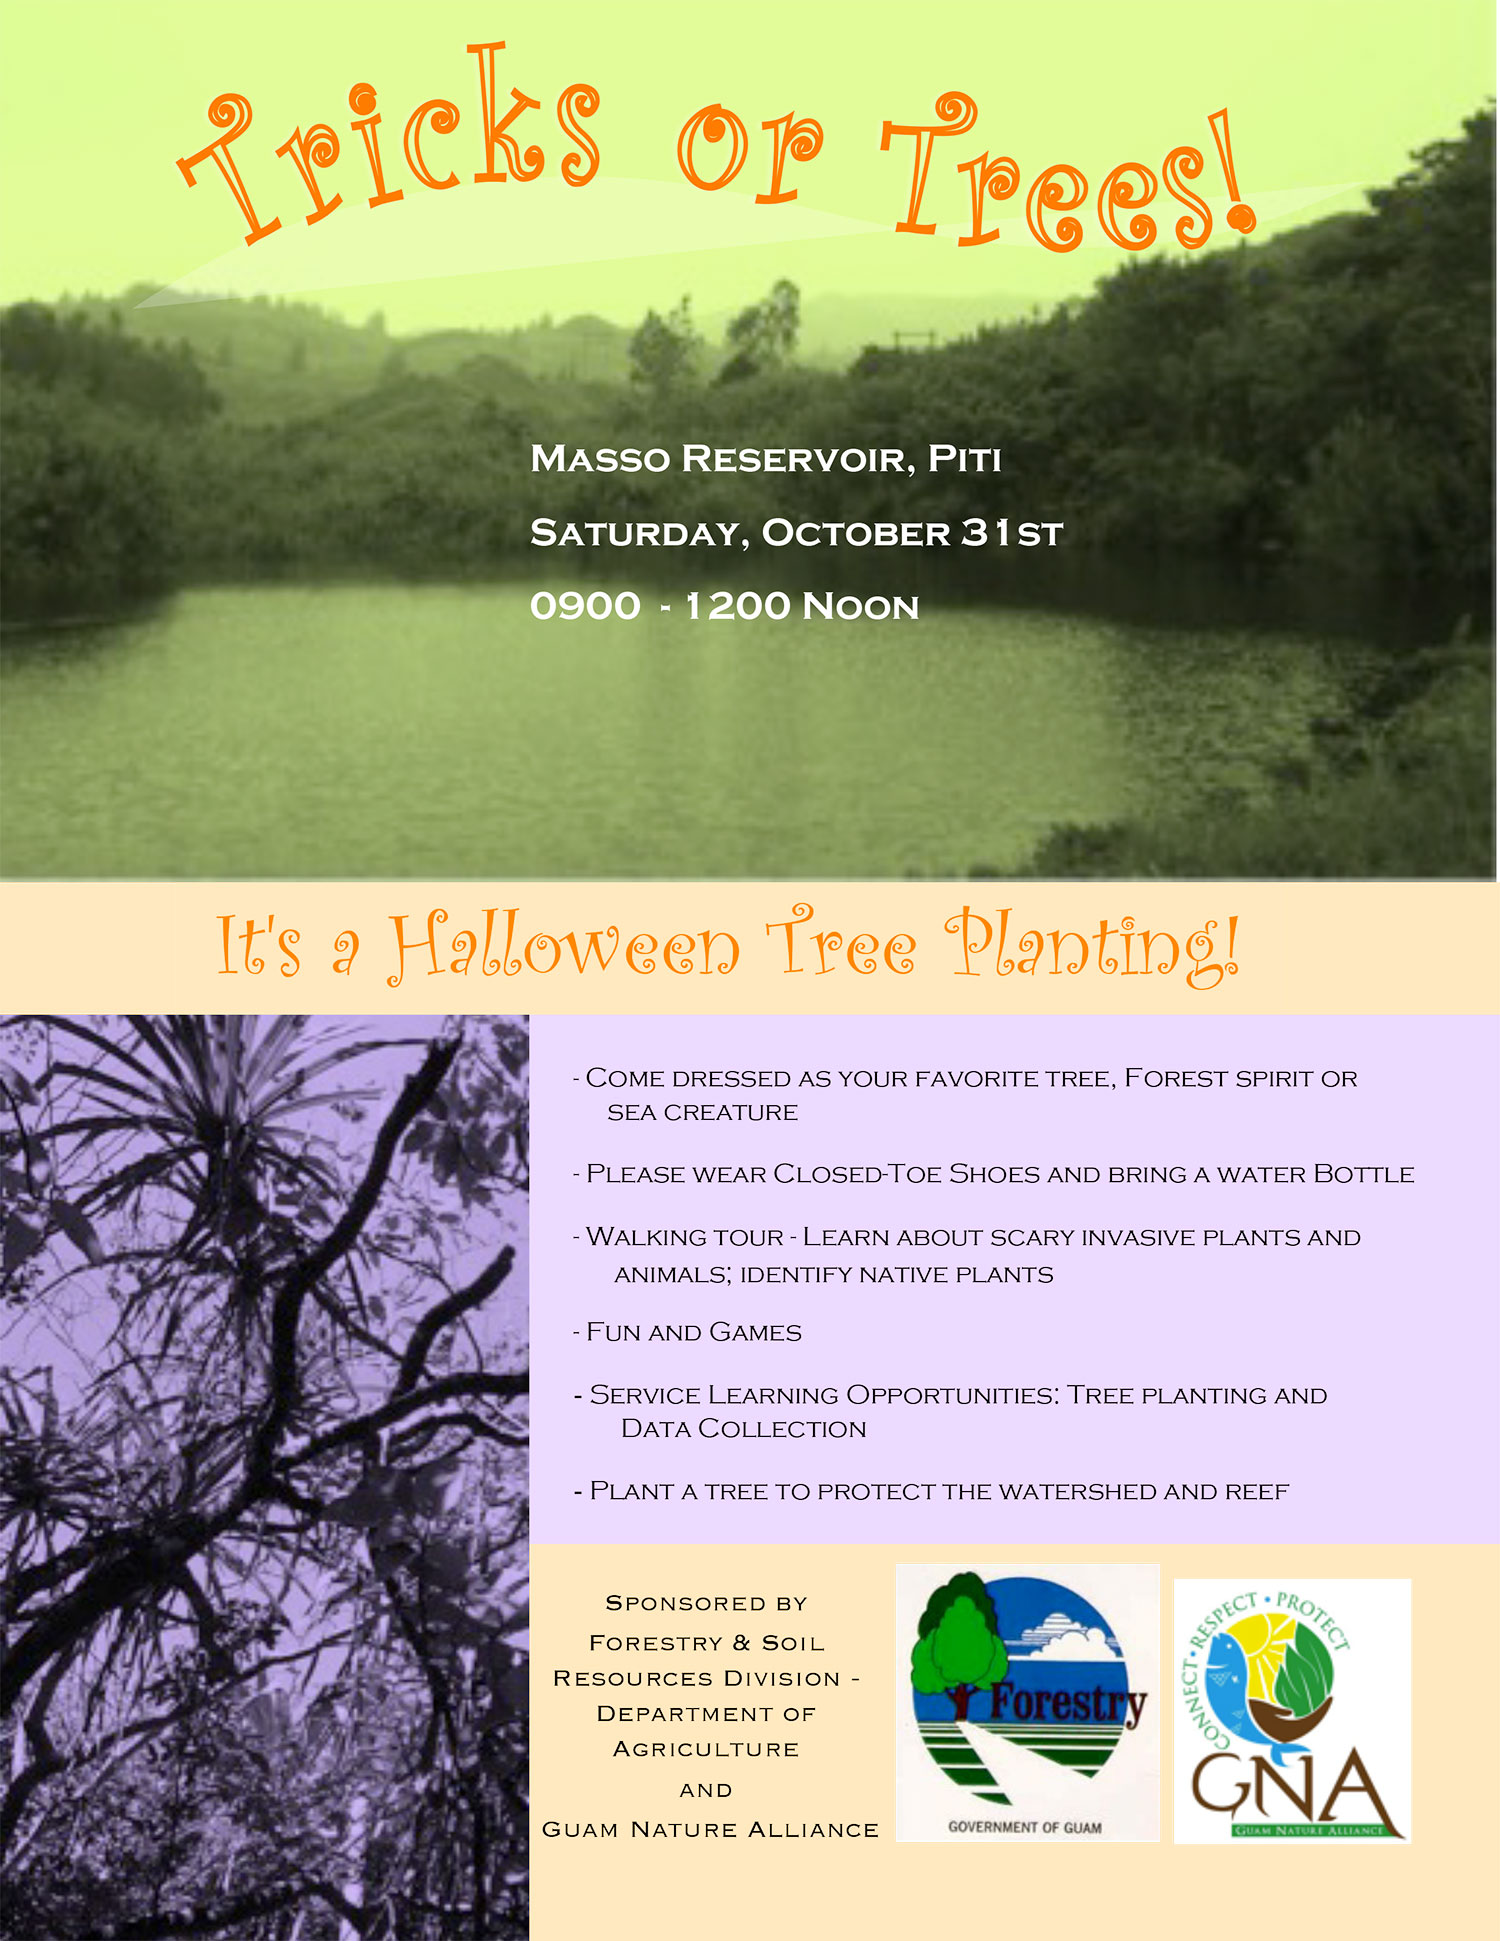 Tricks or Trees!
Masso Reservoir, Piti
Saturday, October 31st
0900 - 1200 Noon
It's a Halloween Tree Planting!
- Come dressed as your favorite tree, Forest spirit or
sea creature
- Please wear Closed-Toe Shoes and bring a water Bottle
- Walking tour - Learn about scary invasive plants and
animals; identify native plants
- Fun and Games
- Service Learning Opportunities: Tree planting and
Data Collection
- Plant a tree to protect the watershed and reef
Sponsored by
Forestry & Soil
Resources Division -
Department of
Agriculture
and
Guam Nature Alliance
Forestry
GOVERNMENT OF GUAM
CONNECT • RESPECT • PROTECT
GNA
Guam Nature Alliance